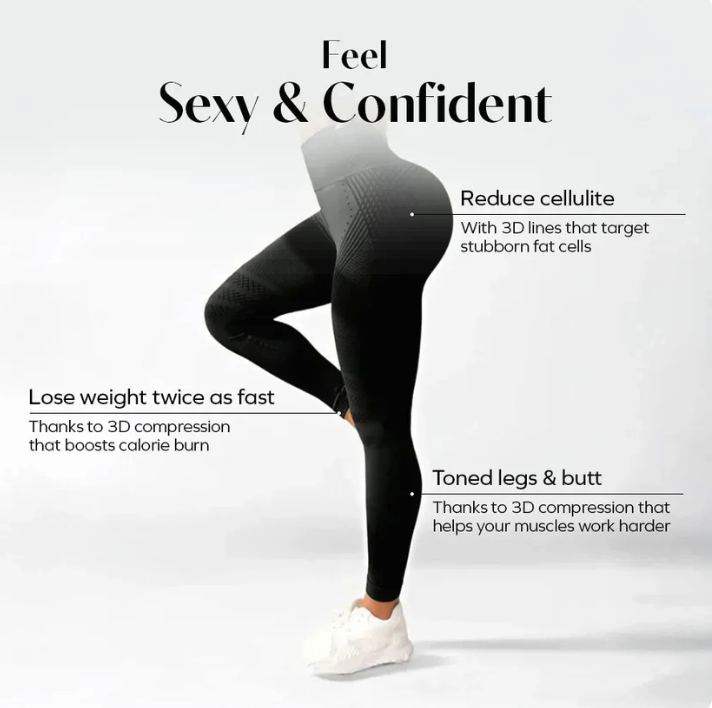 Feel
Sexy & Confident
Reduce cellulite
With 3D lines that target
stubborn fat cells
Lose weight twice as fast
Thanks to 3D compression
that boosts calorie burn
Toned legs & butt
Thanks to 3D compression that
helps your muscles work harder